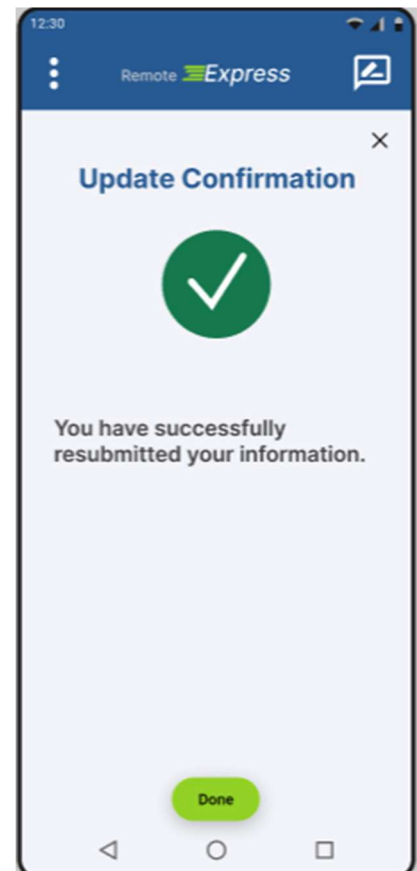 12:30
Remote Express
Update Confirmation
You have successfully
resubmitted your information.
Done